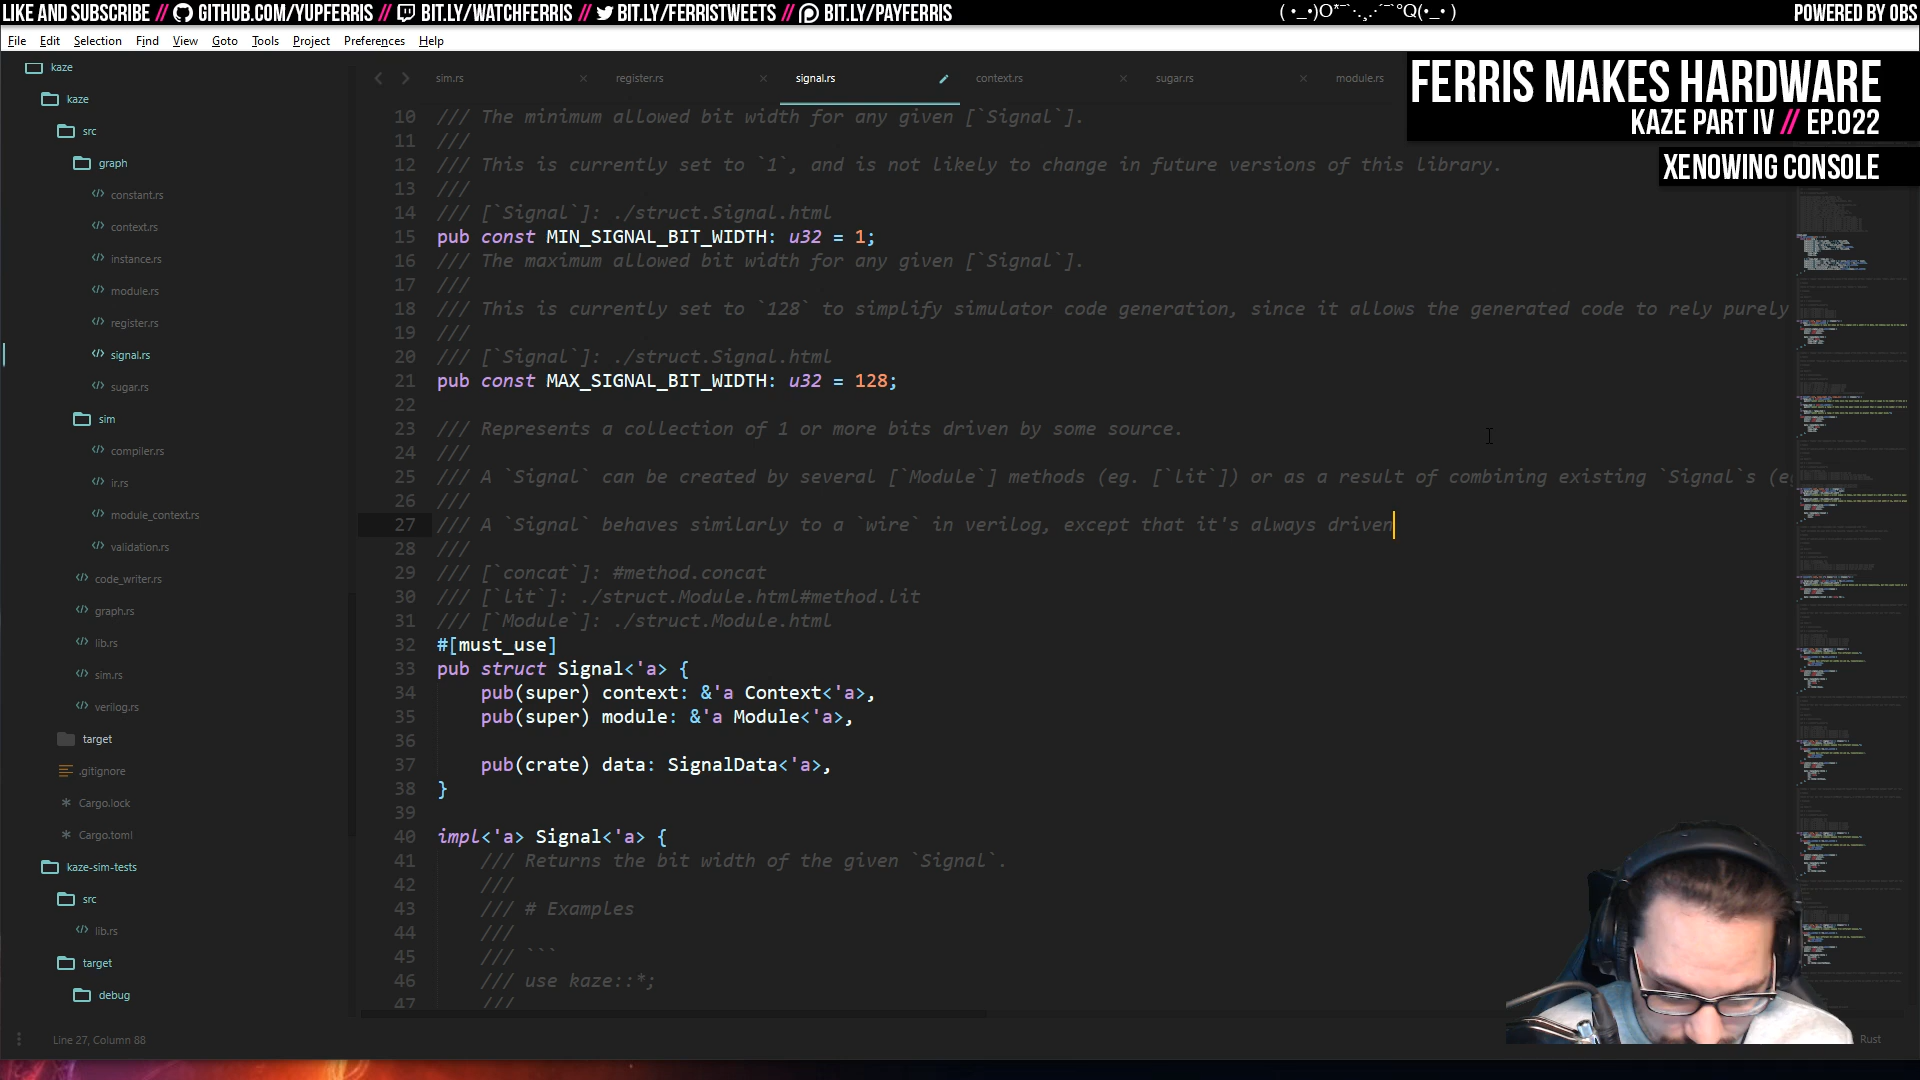 LIKE AND SUBSCRIBE // GITHUB.COM/YUPFERRIS // BIT.LY/WATCHFERRIS // BIT.LY/FERRISTWEETS // BIT.LY/PAYFERRIS
POWERED BY OBS
File Edit Selection Find View Goto Tools Project Preferences Help
FERRIS MAKES HARDWARE
KAZE PART IV // EP.022
XENOWING CONSOLE
kaze
kaze
src
graph
constant.rs
context.rs
instance.rs
module.rs
register.rs
signal.rs
sugar.rs
sim
compiler.rs
ir.rs
module_context.rs
validation.rs
code_writer.rs
graph.rs
lib.rs
sim.rs
verilog.rs
target
.gitignore
Cargo.lock
Cargo.toml
kaze-sim-tests
src
lib.rs
target
debug
sim.rs register.rs signal.rs context.rs sugar.rs module.rs
10 /// The minimum allowed bit width for any given [`Signal`].
11 ///
12 /// This is currently set to `1`, and is not likely to change in future versions of this library.
13 ///
14 /// [`Signal`]: ./struct.Signal.html
15 pub const MIN_SIGNAL_BIT_WIDTH: u32 = 1;
16 /// The maximum allowed bit width for any given [`Signal`].
17 ///
18 /// This is currently set to `128` to simplify simulator code generation, since it allows the generated code to rely purely
19 ///
20 /// [`Signal`]: ./struct.Signal.html
21 pub const MAX_SIGNAL_BIT_WIDTH: u32 = 128;
22
23 /// Represents a collection of 1 or more bits driven by some source.
24 ///
25 /// A `Signal` can be created by several [`Module`] methods (eg. [`lit`]) or as a result of combining existing `Signal`s (e
26 ///
27 /// A `Signal` behaves similarly to a `wire` in verilog, except that it's always driven
28 ///
29 /// [`concat`]: #method.concat
30 /// [`lit`]: ./struct.Module.html#method.lit
31 /// [`Module`]: ./struct.Module.html
32 #[must_use]
33 pub struct Signal<'a> {
34 pub(super) context: &'a Context<'a>,
35 pub(super) module: &'a Module<'a>,
36
37 pub(crate) data: SignalData<'a>,
38 }
39
40 impl<'a> Signal<'a> {
41 /// Returns the bit width of the given `Signal`.
42 ///
43 /// # Examples
44 ///
45 /// ```
46 /// use kaze::*;
47 ///
Line 27, Column 88
Rust